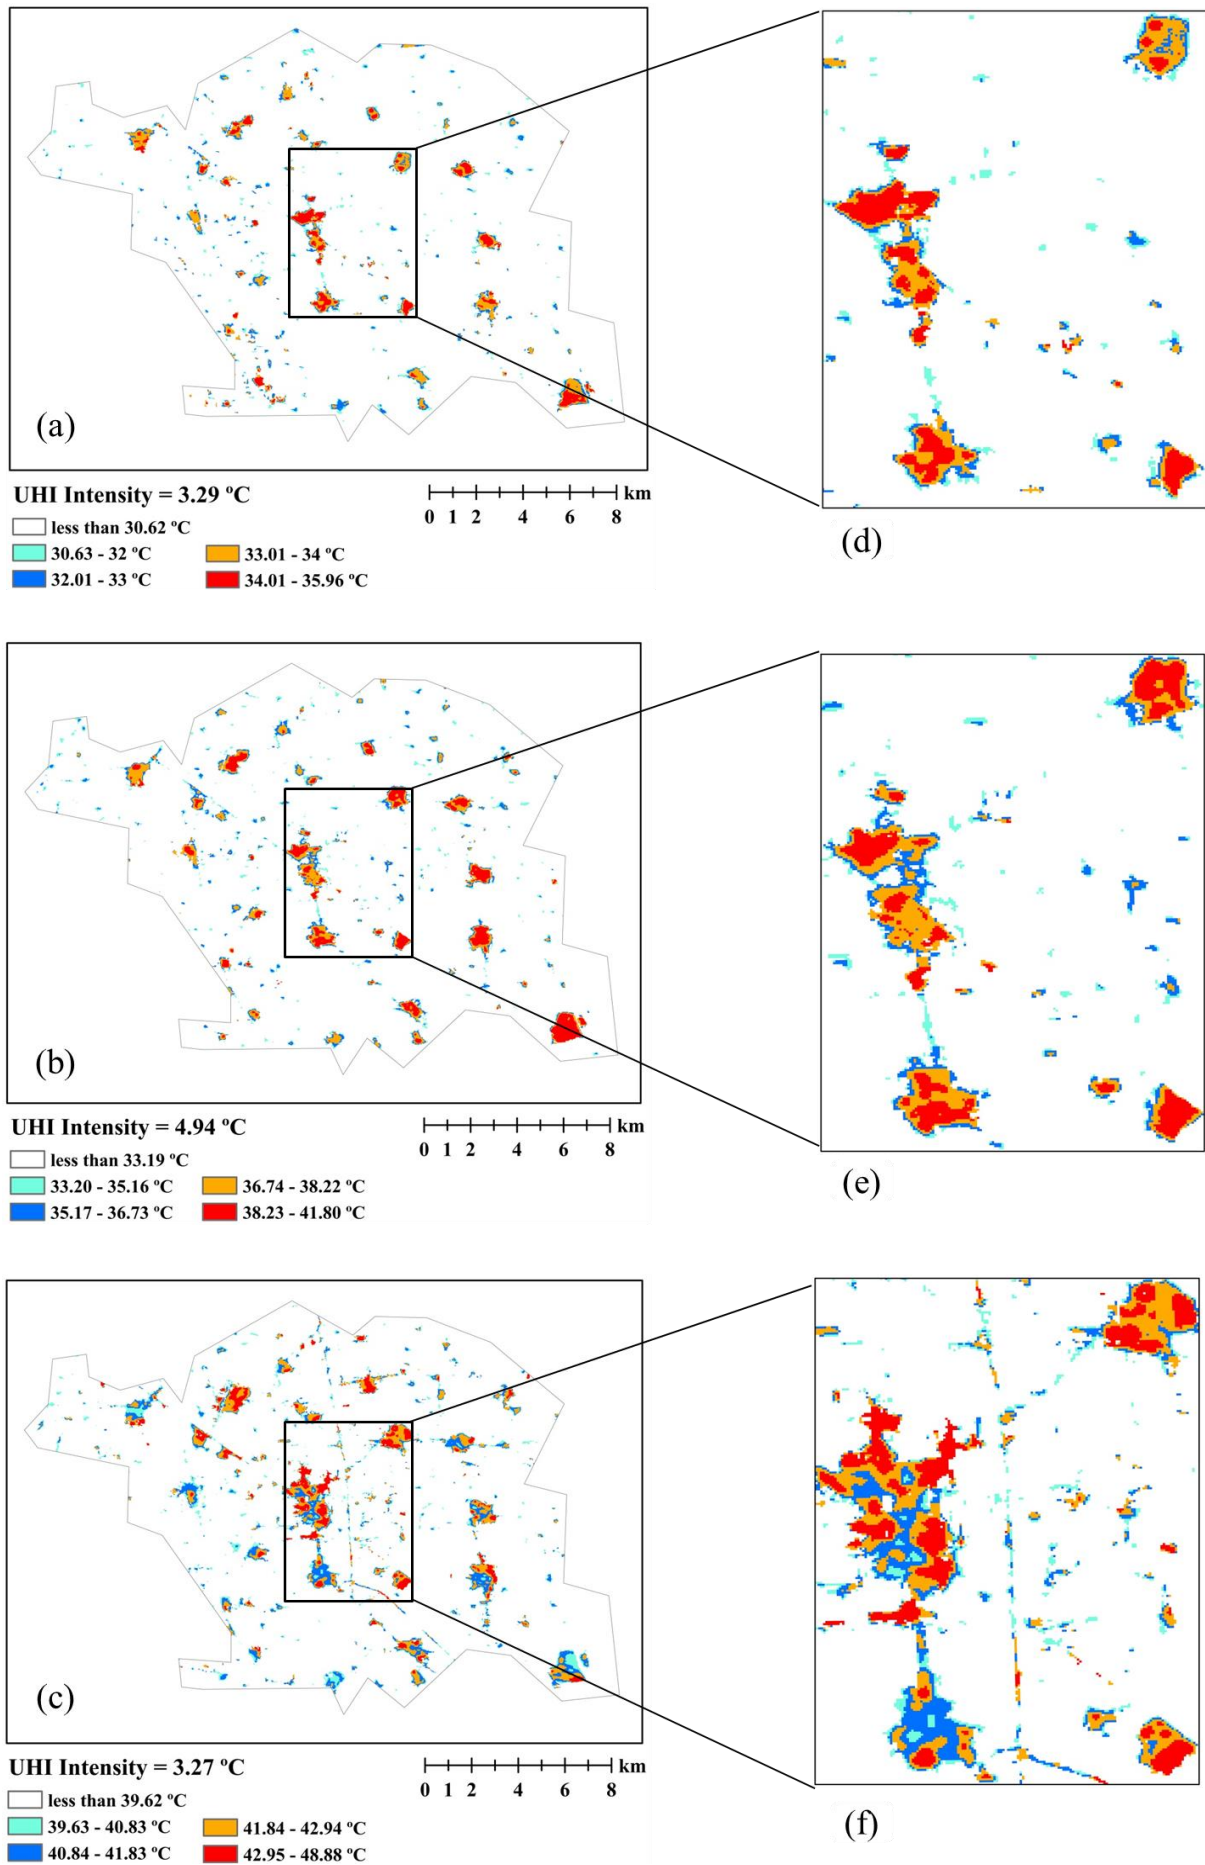 (a)
UHI Intensity = 3.29 ºC
km
0 1 2 4 6 8
less than 30.62 ºC
30.63 - 32 ºC
33.01 - 34 ºC
32.01 - 33 ºC
34.01 - 35.96 ºC
(d)
(b)
UHI Intensity = 4.94 ºC
km
0 1 2 4 6 8
less than 33.19 ºC
33.20 - 35.16 ºC
36.74 - 38.22 ºC
35.17 - 36.73 ºC
38.23 - 41.80 ºC
(e)
(c)
UHI Intensity = 3.27 ºC
km
0 1 2 4 6 8
less than 39.62 ºC
39.63 - 40.83 ºC
41.84 - 42.94 ºC
40.84 - 41.83 ºC
42.95 - 48.88 ºC
(f)